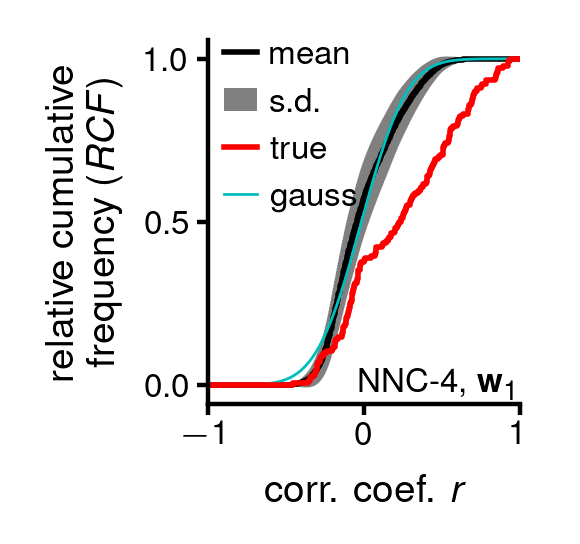 relative cumulative
frequency (RCF)
1.0
0.5
0.0
mean
s.d.
true
gauss
NNC-4, w₁
−1
0
1
corr. coef. r